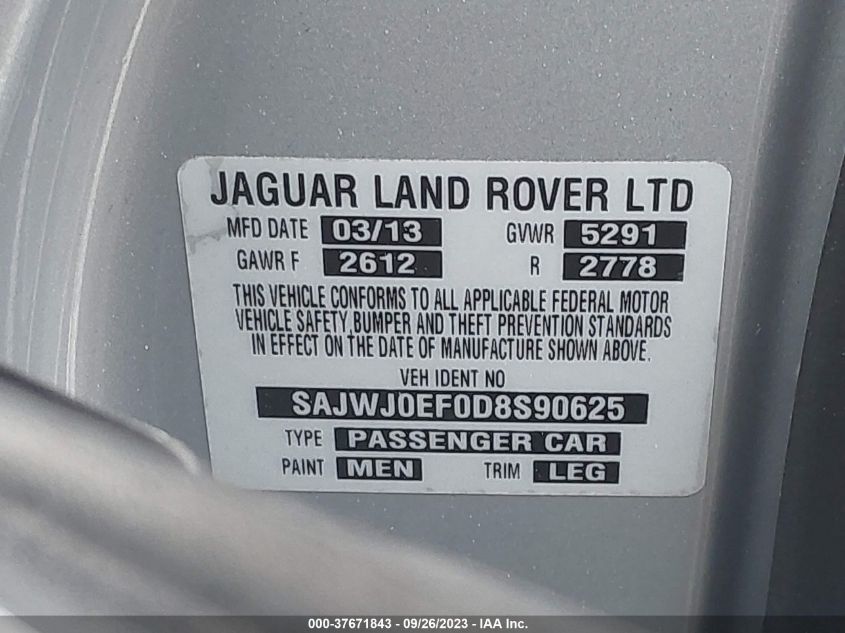 JAGUAR LAND ROVER LTD
MFD DATE 03/13 GVWR 5291
GAWR F 2612 R 2778
THIS VEHICLE CONFORMS TO ALL APPLICABLE FEDERAL MOTOR
VEHICLE SAFETY, BUMPER AND THEFT PREVENTION STANDARDS
IN EFFECT ON THE DATE OF MANUFACTURE SHOWN ABOVE.
VEH IDENT NO
SAJWJ0EF0D8S90625
TYPE PASSENGER CAR
PAINT MEN TRIM LEG
000-37671843 - 09/26/2023 - IAA Inc.